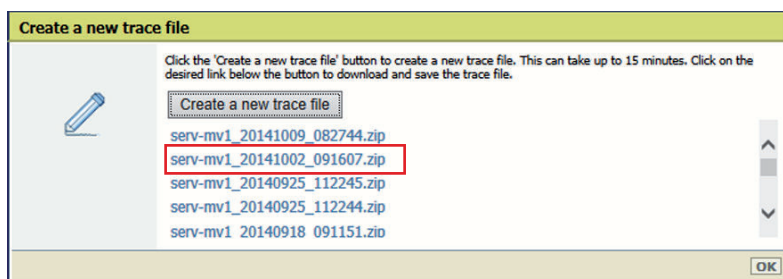 Create a new trace file
Click the 'Create a new trace file' button to create a new trace file. This can take up to 15 minutes. Click on the
desired link below the button to download and save the trace file.
Create a new trace file
serv-mv1_20141009_082744.zip
serv-mv1_20141002_091607.zip
serv-mv1_20140925_112245.zip
serv-mv1_20140925_112244.zip
serv-mv1_20140918_091151.zip
OK